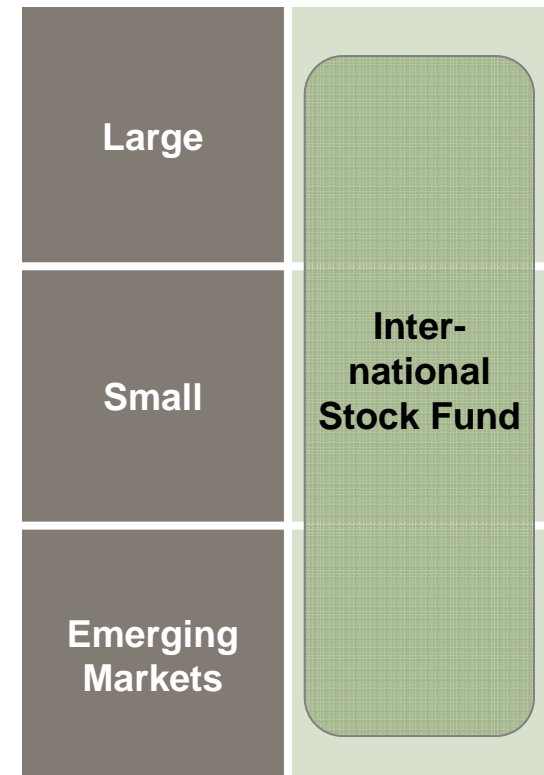 Large
Small
Inter-
national
Stock Fund
Emerging
Markets